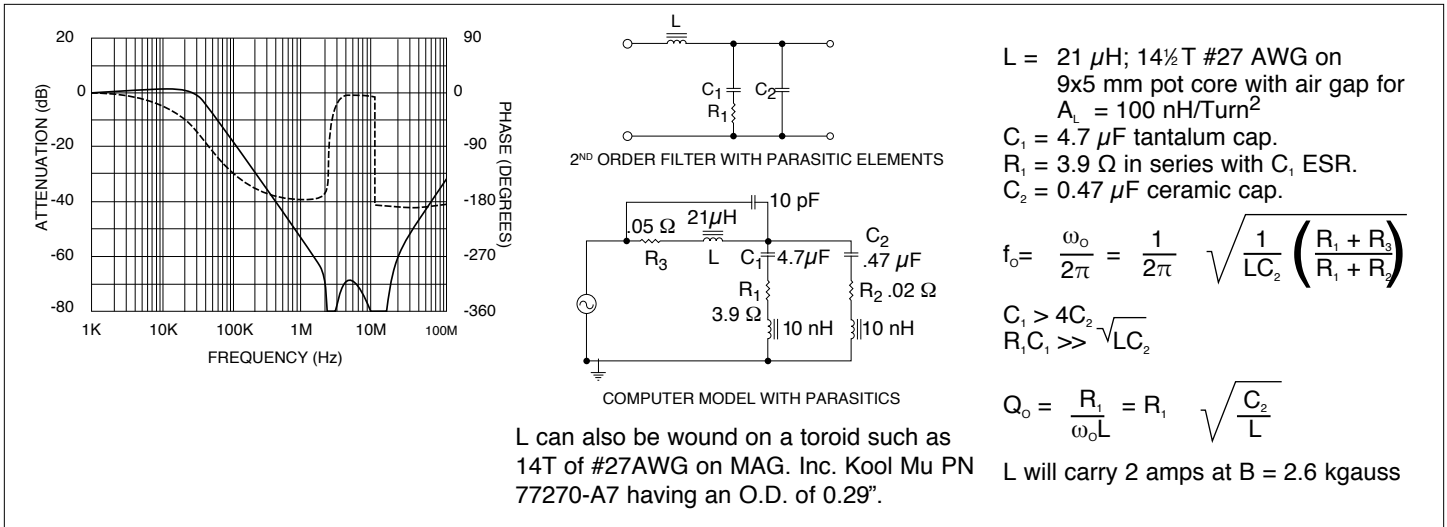 20
0
-20
-40
-60
-80
ATTENUATION (dB)
90
0
-90
-180
-270
-360
PHASE (DEGREES)
1K 10K 100K 1M 10M 100M
FREQUENCY (Hz)
L
C₁
R₁
C₂
2ND ORDER FILTER WITH PARASITIC ELEMENTS
10 pF
.05 Ω
R₃
21µH
L
C₁ 4.7µF
R₁
3.9 Ω
10 nH
C₂
.47 µF
R₂ .02 Ω
10 nH
COMPUTER MODEL WITH PARASITICS
L can also be wound on a toroid such as
14T of #27AWG on MAG. Inc. Kool Mu PN
77270-A7 having an O.D. of 0.29”.
L = 21 µH; 14½ T #27 AWG on
9x5 mm pot core with air gap for
A_L = 100 nH/Turn²
C₁ = 4.7 µF tantalum cap.
R₁ = 3.9 Ω in series with C₁ ESR.
C₂ = 0.47 µF ceramic cap.
f₀= ω₀/2π = 1/2π √(1/LC₂ (R₁ + R₃/R₁ + R₂))
C₁ > 4C₂
R₁C₁ >> √LC₂
Q₀ = R₁/ω₀L = R₁ √(C₂/L)
L will carry 2 amps at B = 2.6 kgauss